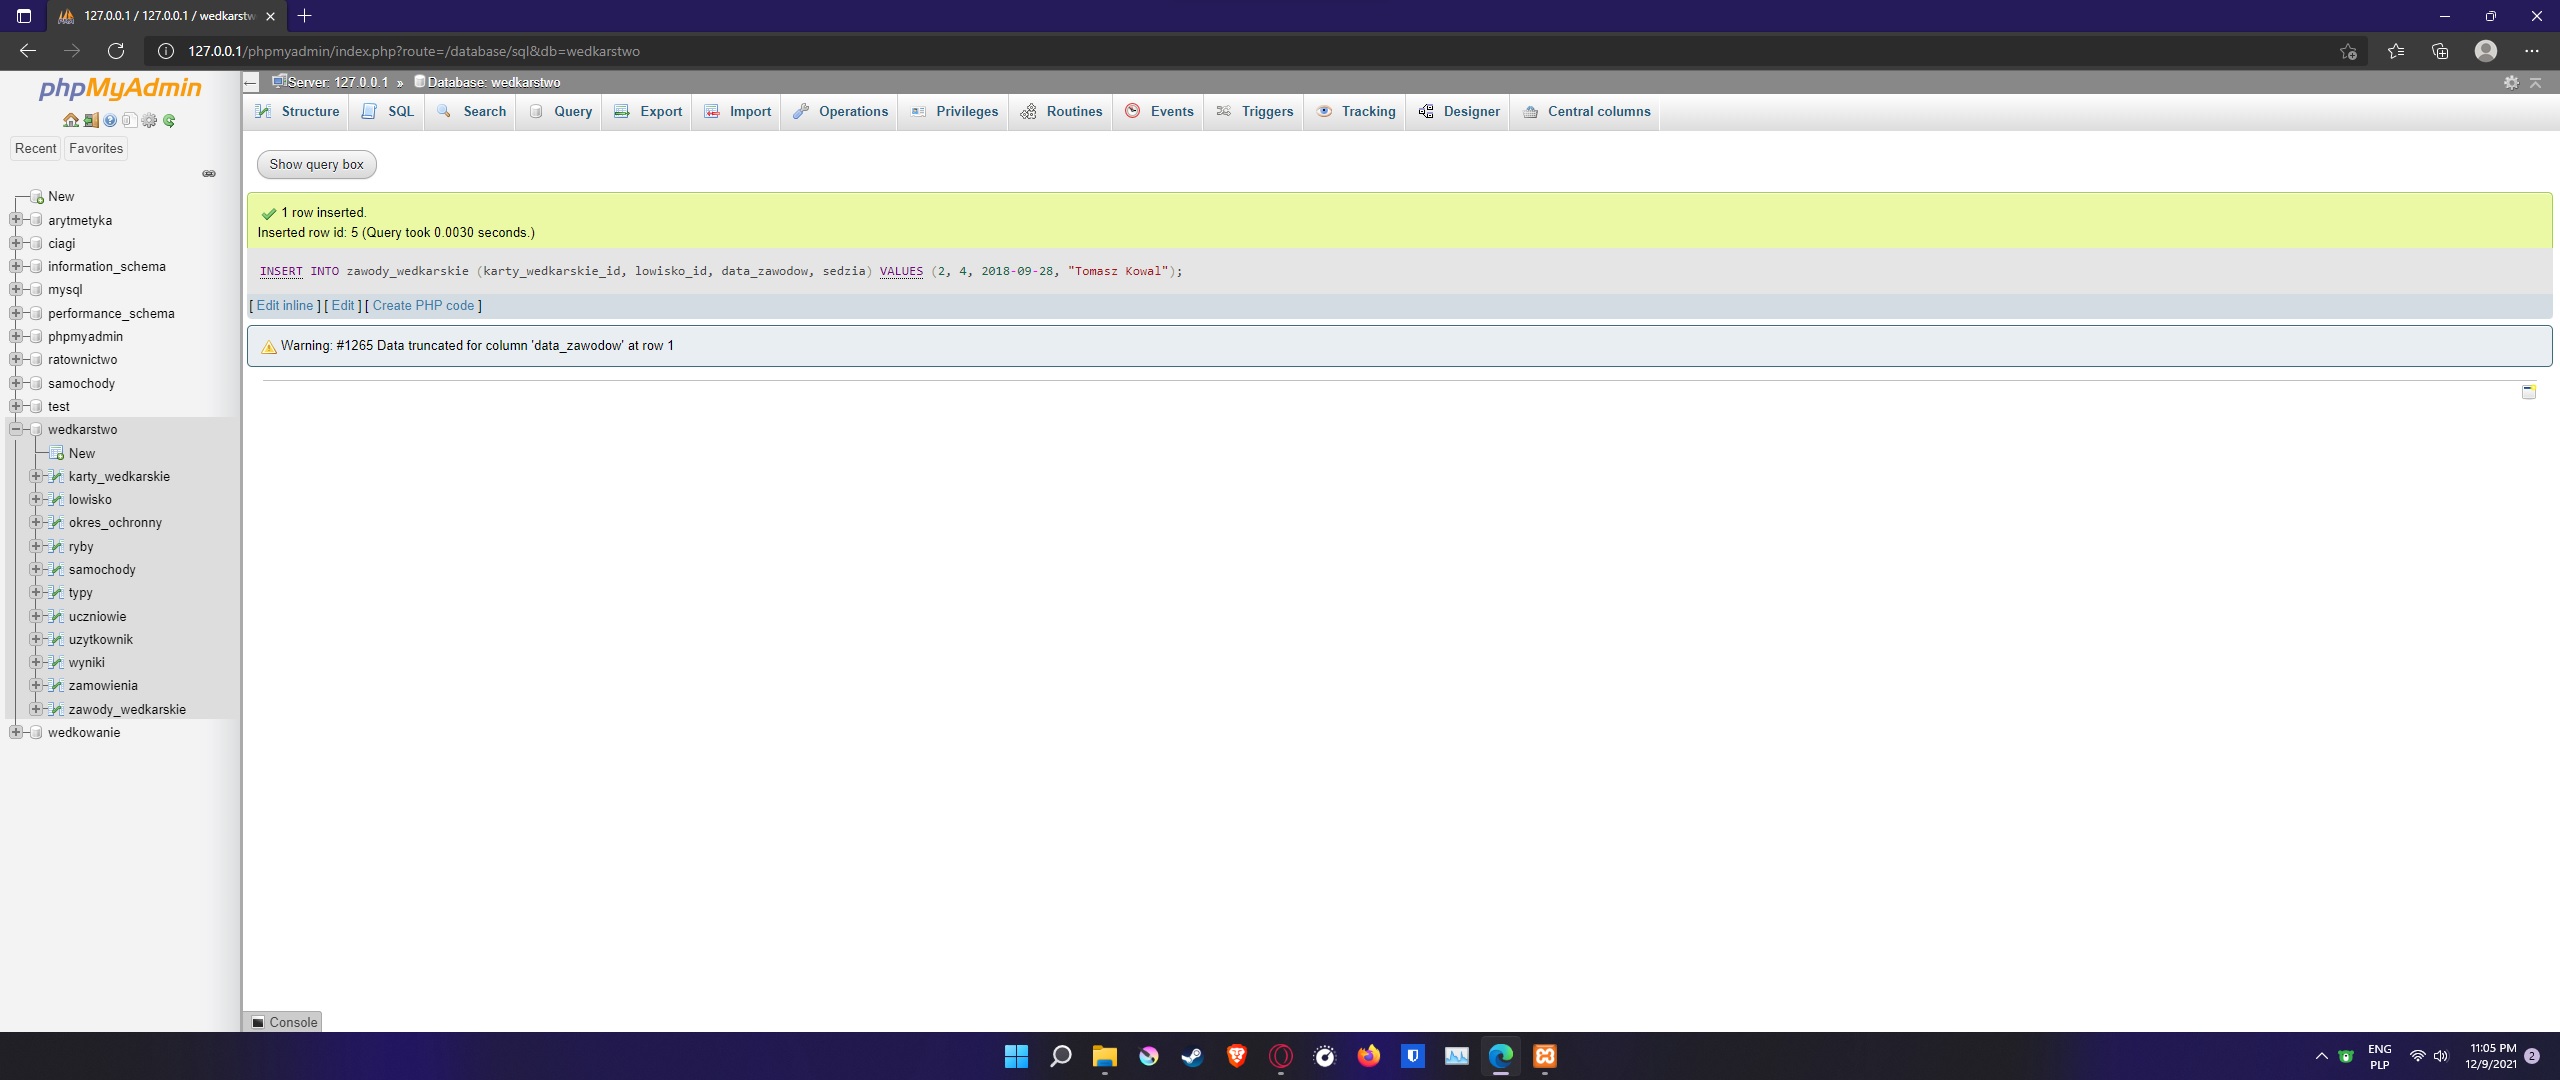 127.0.0.1 / 127.0.0.1 / wedkarstw
127.0.0.1/phpmyadmin/index.php?route=/database/sql&db=wedkarstwo
phpMyAdmin
Recent Favorites
New
arytmetyka
ciagi
information_schema
mysql
performance_schema
phpmyadmin
ratownictwo
samochody
test
wedkarstwo
New
karty_wedkarskie
lowisko
okres_ochronny
ryby
samochody
typy
uczniowie
uzytkownik
wyniki
zamowienia
zawody_wedkarskie
wedkowanie
Server: 127.0.0.1 » Database: wedkarstwo
Structure SQL Search Query Export Import Operations Privileges Routines Events Triggers Tracking Designer Central columns
Show query box
1 row inserted.
Inserted row id: 5 (Query took 0.0030 seconds.)
INSERT INTO zawody_wedkarskie (karty_wedkarskie_id, lowisko_id, data_zawodow, sedzia) VALUES (2, 4, 2018-09-28, "Tomasz Kowal");
[ Edit inline ] [ Edit ] [ Create PHP code ]
Warning: #1265 Data truncated for column 'data_zawodow' at row 1
Console
ENG
PLP
11:05 PM
12/9/2021
2